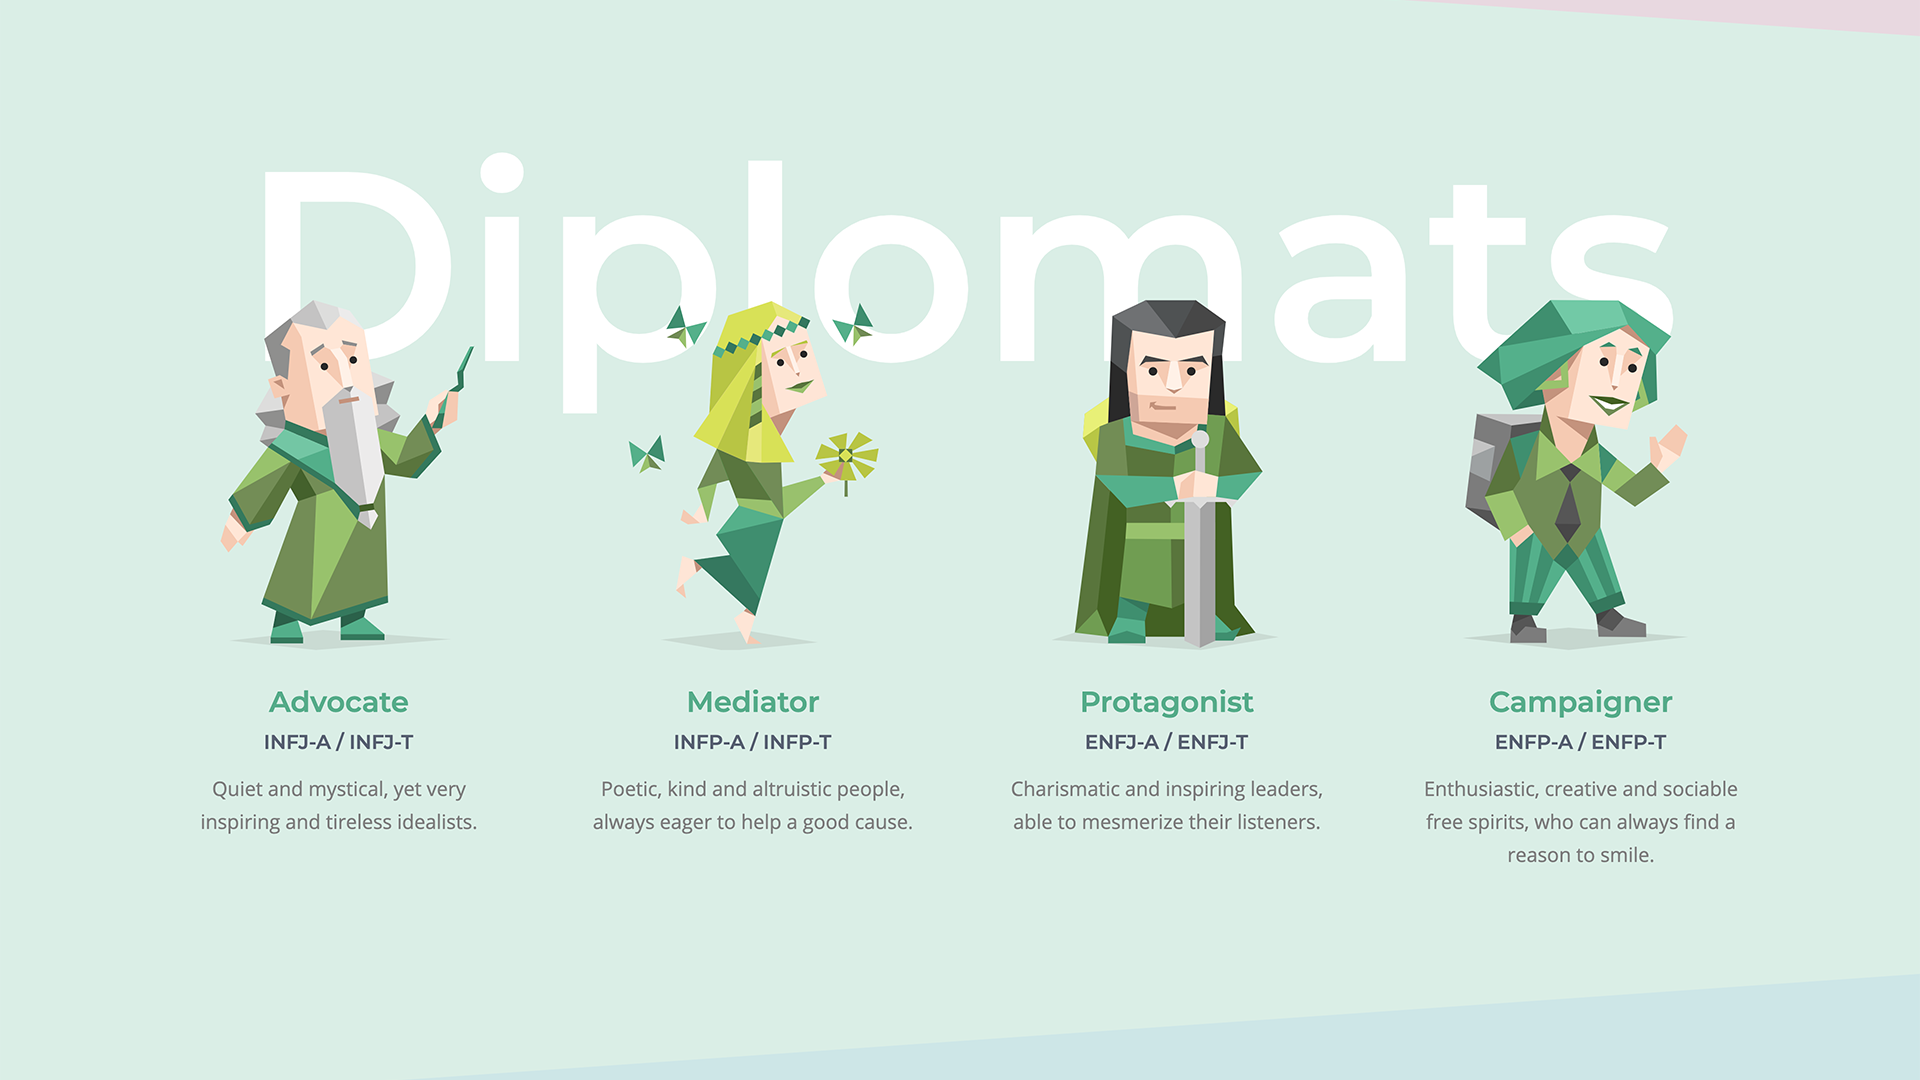 Diplomats
Advocate
INFJ-A / INFJ-T
Quiet and mystical, yet very
inspiring and tireless idealists.
Mediator
INFP-A / INFP-T
Poetic, kind and altruistic people,
always eager to help a good cause.
Protagonist
ENFJ-A / ENFJ-T
Charismatic and inspiring leaders,
able to mesmerize their listeners.
Campaigner
ENFP-A / ENFP-T
Enthusiastic, creative and sociable
free spirits, who can always find a
reason to smile.